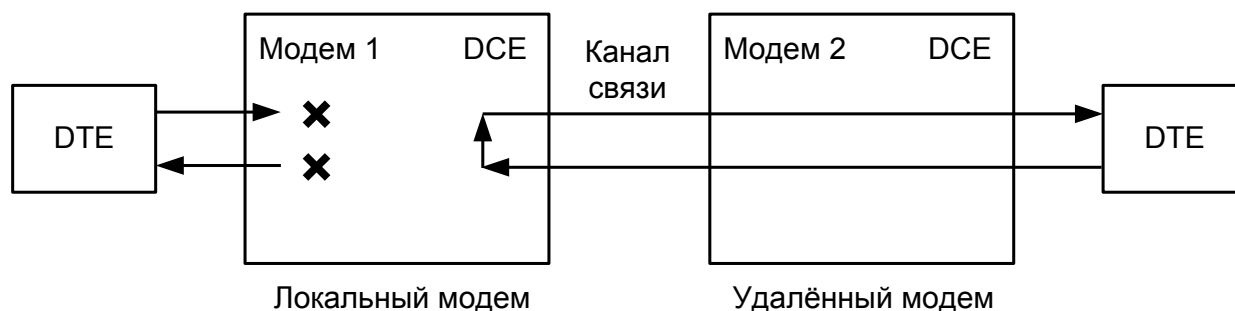 Модем 1 DCE
Канал
связи
Модем 2 DCE
DTE
DTE
Локальный модем
Удалённый модем